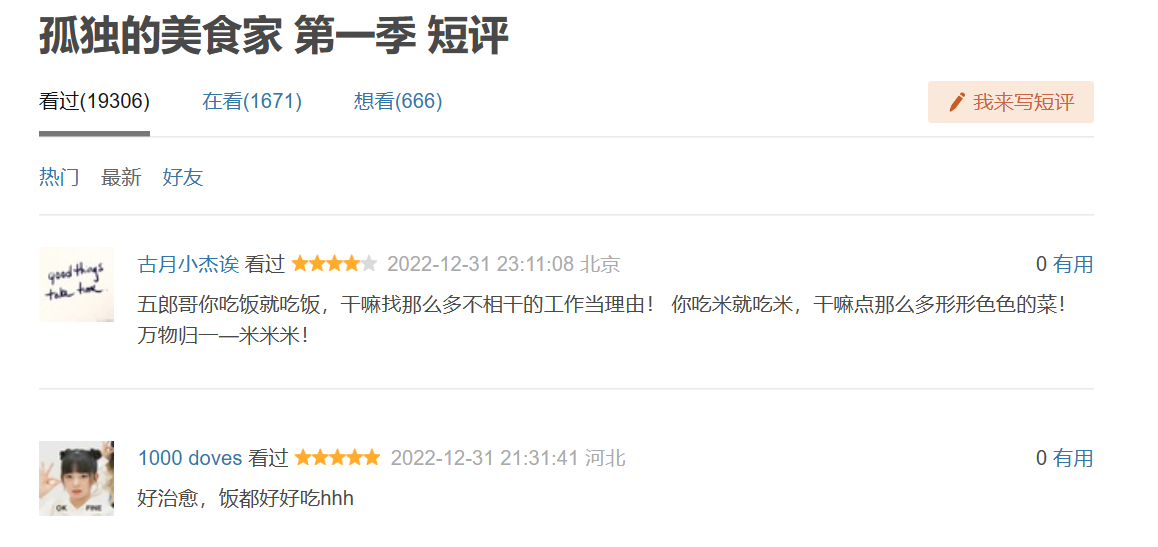 孤独的美食家 第一季 短评
看过(19306) 在看(1671) 想看(666) 我来写短评
热门 最新 好友
good things
take time.
古月小杰诶 看过 2022-12-31 23:11:08 北京 0 有用
五郎哥你吃饭就吃饭，干嘛找那么多不相干的工作当理由！ 你吃米就吃米，干嘛点那么多形形色色的菜！
万物归一—米米米！
1000 doves 看过 2022-12-31 21:31:41 河北 0 有用
好治愈，饭都好好吃hhh
OK FINE